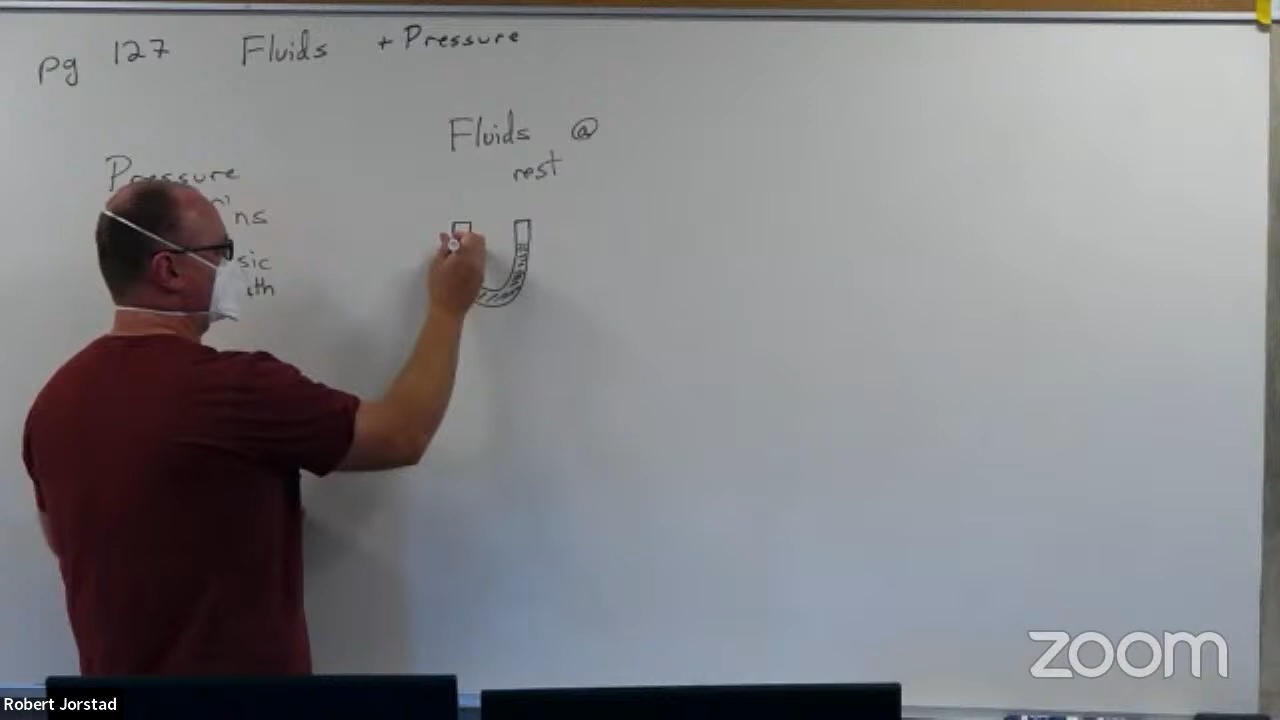 pg 127 Fluids + Pressure
Fluids @
rest
Pressure
zoom
Robert Jorstad